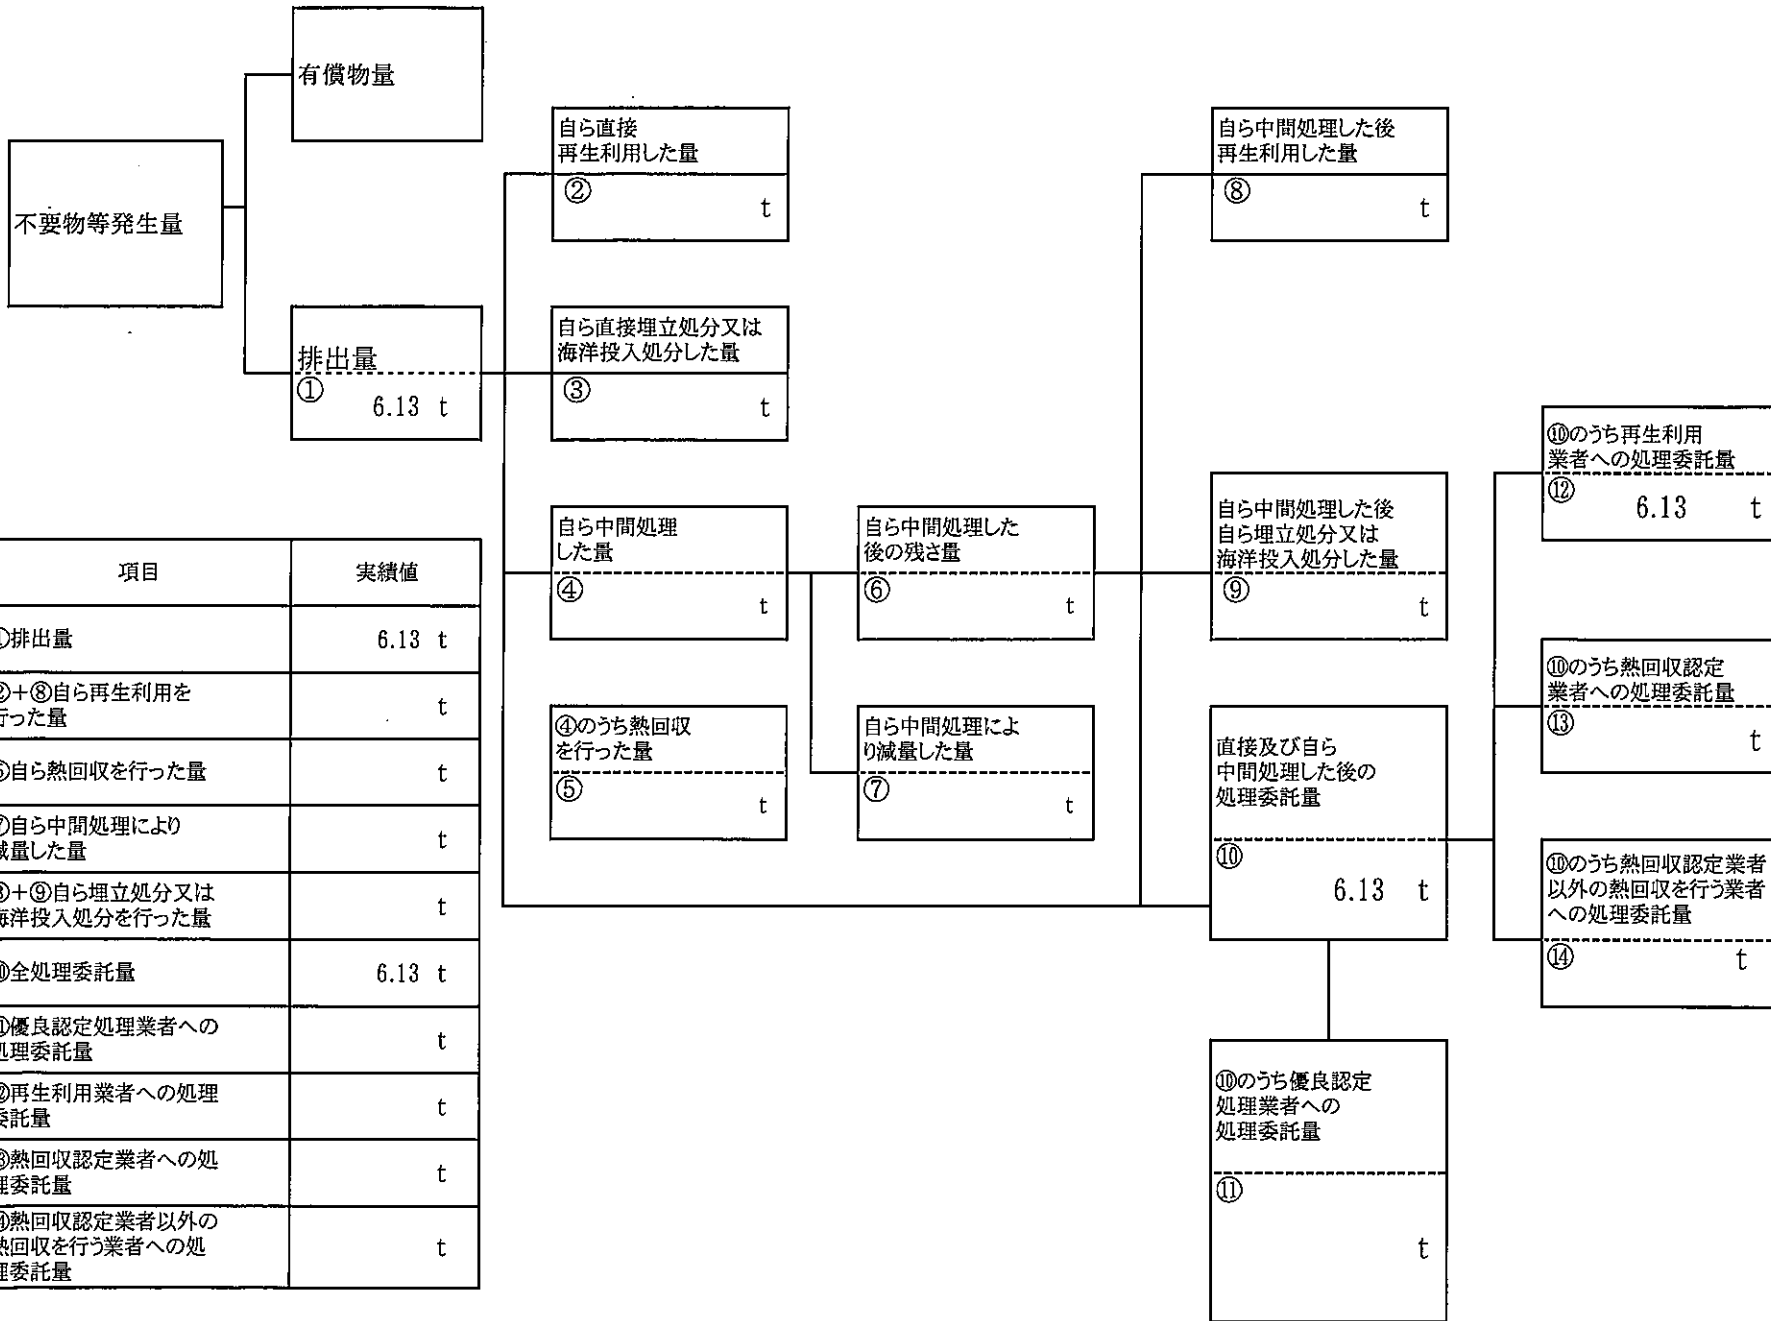 有償物量
不要物等発生量
排出量
①
6.13 t
自ら直接
再生利用した量
②
t
自ら直接埋立処分又は
海洋投入処分した量
③
t
自ら中間処理
した量
④
t
④のうち熱回収
を行った量
⑤
t
自ら中間処理した
後の残さ量
⑥
t
自ら中間処理によ
り減量した量
⑦
t
自ら中間処理した後
再生利用した量
⑧
t
自ら中間処理した後
自ら埋立処分又は
海洋投入処分した量
⑨
t
直接及び自ら
中間処理した後の
処理委託量
⑩
6.13 t
⑩のうち優良認定
処理業者への
処理委託量
⑪
t
⑩のうち再生利用
業者への処理委託量
⑫
6.13 t
⑩のうち熱回収認定
業者への処理委託量
⑬
t
⑩のうち熱回収認定業者
以外の熱回収を行う業者
への処理委託量
⑭
t
項目 実績値
①排出量 6.13 t
②+⑧自ら再生利用を
行った量 t
⑤自ら熱回収を行った量 t
⑦自ら中間処理により
減量した量 t
③+⑨自ら埋立処分又は
海洋投入処分を行った量 t
⑩全処理委託量 6.13 t
⑪優良認定処理業者への
処理委託量 t
⑫再生利用業者への処理
委託量 t
⑬熱回収認定業者への処
理委託量 t
⑭熱回収認定業者以外の
熱回収を行う業者への処
理委託量 t